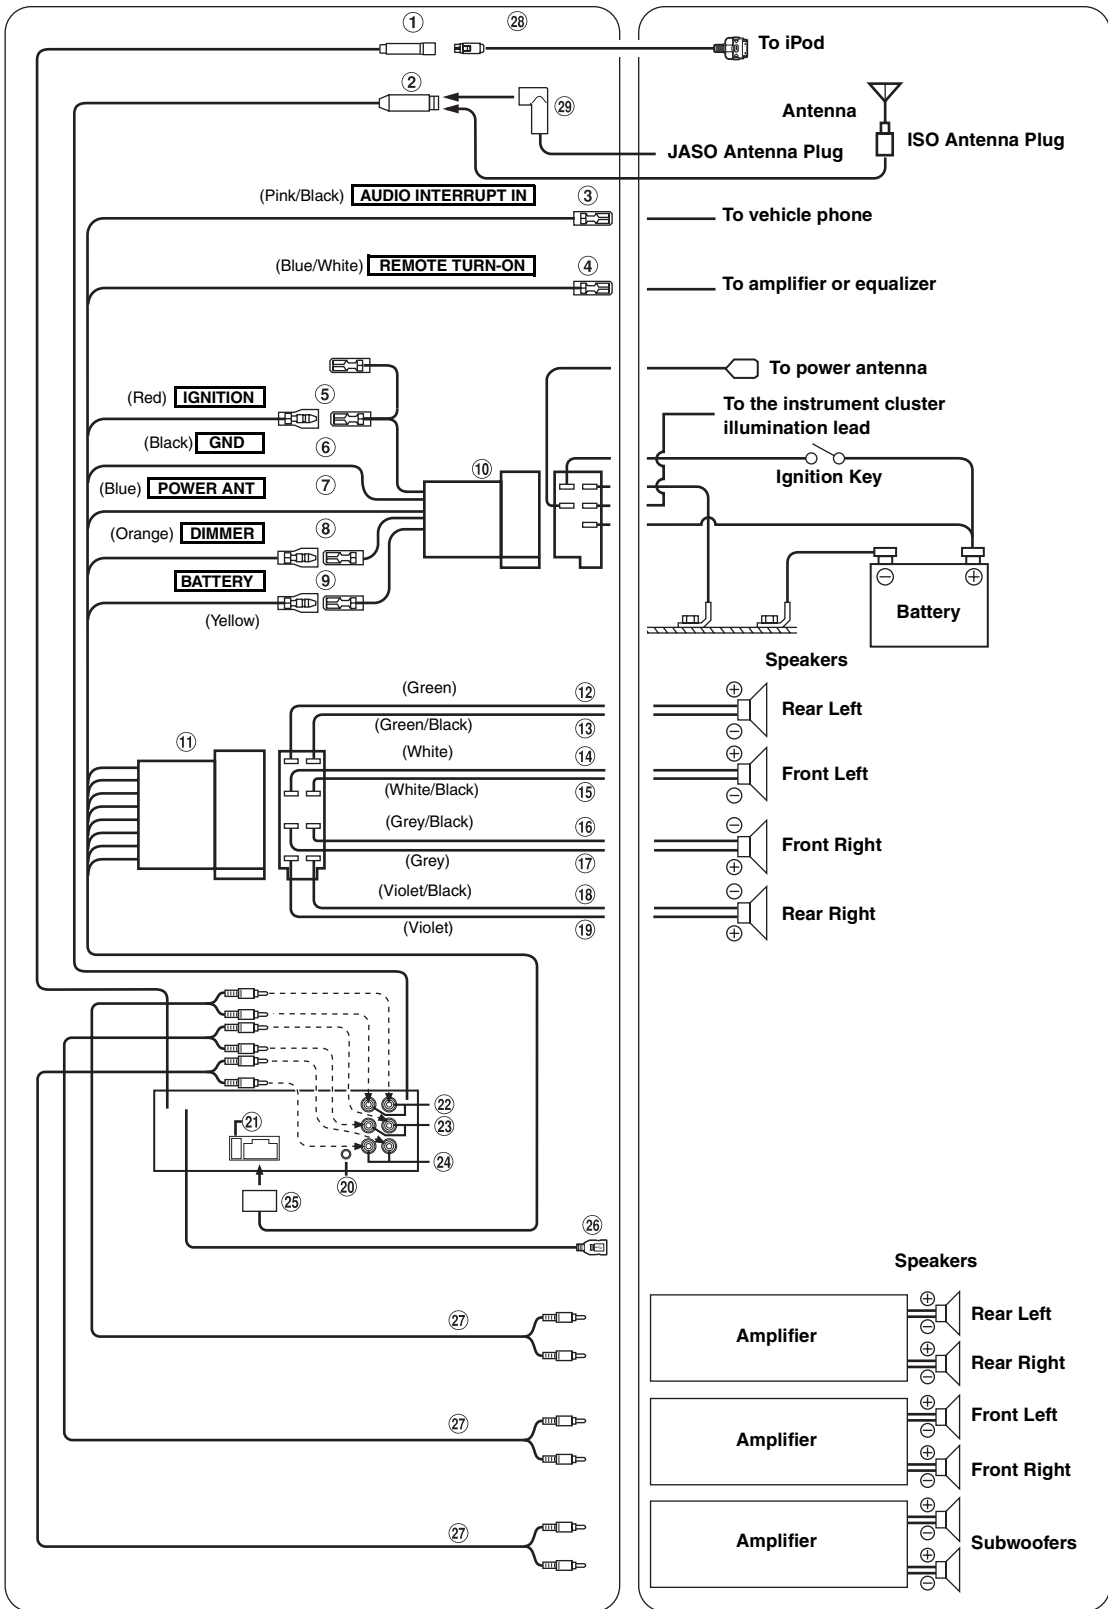 ① ㉘
To iPod
②
㉙
Antenna
ISO Antenna Plug
JASO Antenna Plug
(Pink/Black) AUDIO INTERRUPT IN ③
To vehicle phone
(Blue/White) REMOTE TURN-ON ④
To amplifier or equalizer
To power antenna
(Red) IGNITION ⑤
To the instrument cluster
illumination lead
(Black) GND ⑥
⑩
Ignition Key
(Blue) POWER ANT ⑦
(Orange) DIMMER ⑧
BATTERY ⑨
(Yellow)
⊖ ⊕
Battery
Speakers
(Green) ⑫
⊕
Rear Left
(Green/Black) ⑬
⊖
⑪
(White) ⑭
⊕
Front Left
(White/Black) ⑮
⊖
(Grey/Black) ⑯
⊖
Front Right
(Grey) ⑰
⊕
(Violet/Black) ⑱
⊖
Rear Right
(Violet) ⑲
⊕
㉒
㉑
㉓
㉔
⑳
㉕
㉖
Speakers
㉗
Amplifier
⊕
Rear Left
⊖
⊕
Rear Right
⊖
㉗
Amplifier
⊕
Front Left
⊖
⊕
Front Right
⊖
㉗
Amplifier
⊕
⊖
Subwoofers
⊕
⊖